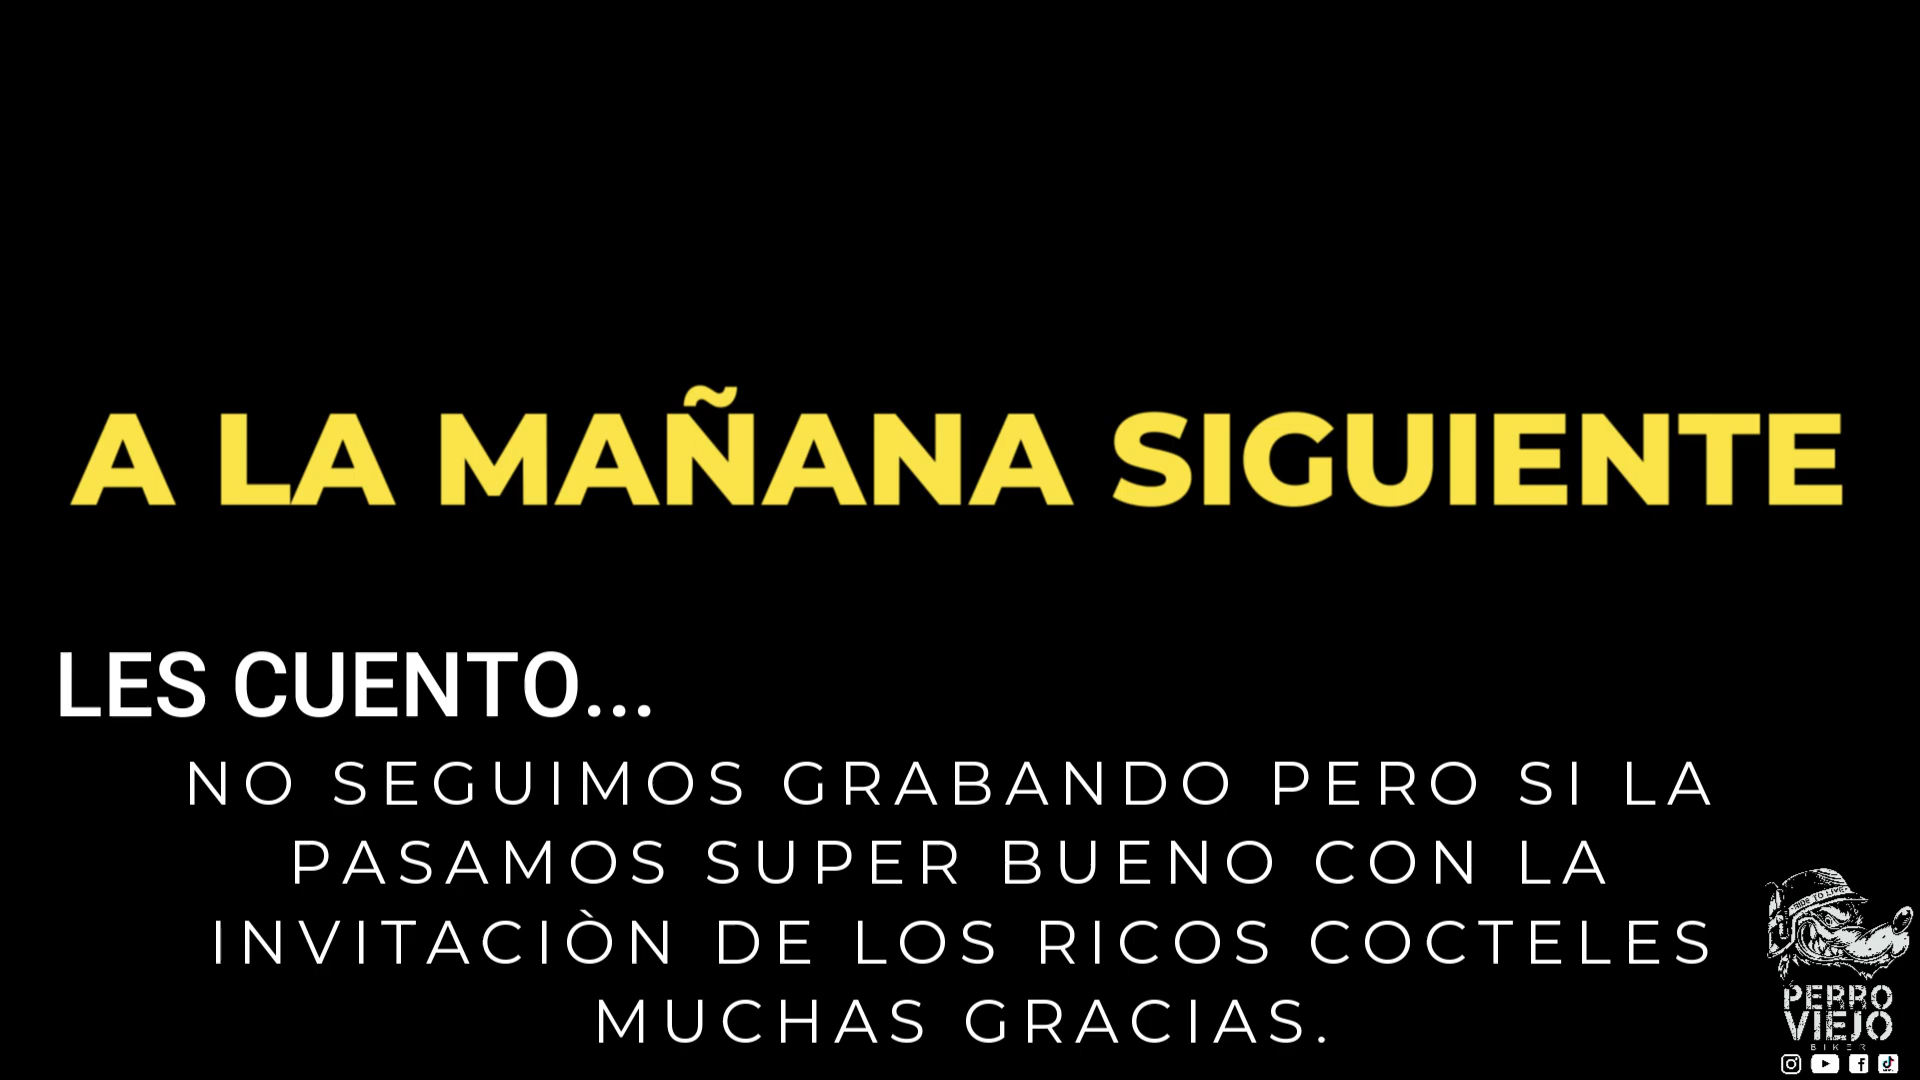 A LA MAÑANA SIGUIENTE
LES CUENTO...
NO SEGUIMOS GRABANDO PERO SI LA
PASAMOS SUPER BUENO CON LA
INVITACIÒN DE LOS RICOS COCTELES
MUCHAS GRACIAS.
PERRO
VIEJO
BIKER